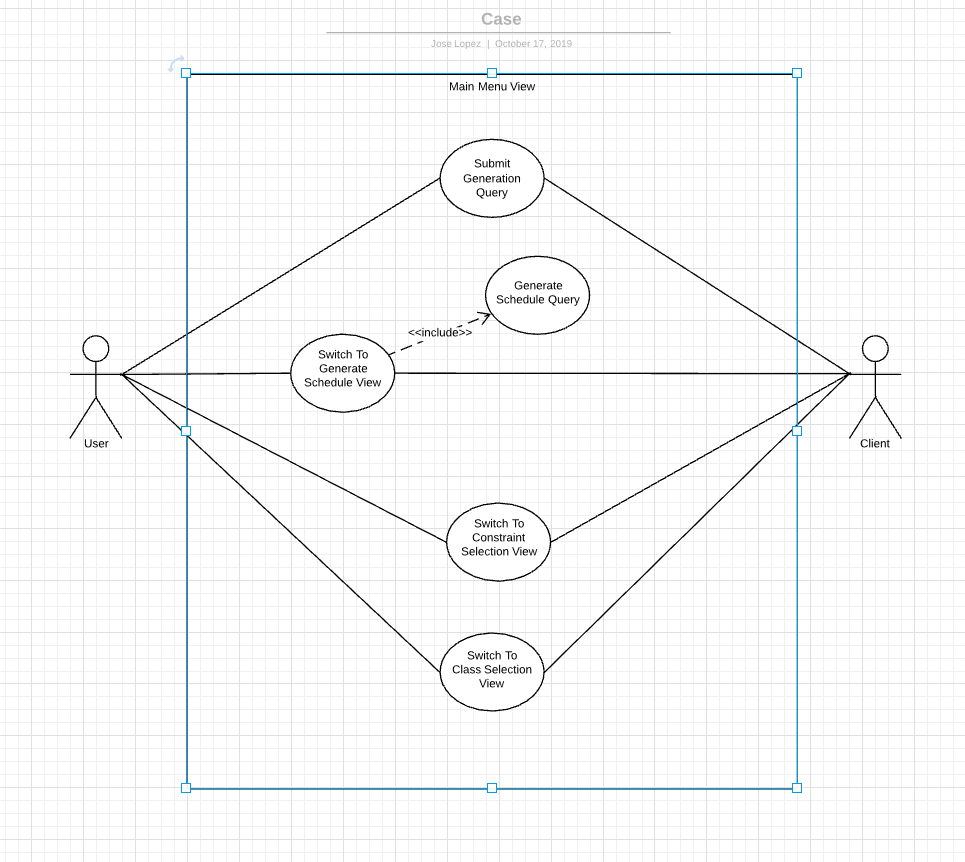 Case
Jose Lopez | October 17, 2019
Main Menu View
Submit
Generation
Query
Generate
Schedule Query
<<include>>
Switch To
Generate
Schedule View
User
Client
Switch To
Constraint
Selection View
Switch To
Class Selection
View